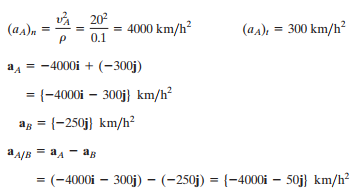 (a_A)_n = v_A^2/ρ = 20^2/0.1 = 4000 km/h^2 (a_A)_t = 300 km/h^2
a_A = -4000i + (-300j)
= {-4000i - 300j} km/h^2
a_B = {-250j} km/h^2
a_A/B = a_A - a_B
= (-4000i - 300j) - (-250j) = {-4000i - 50j} km/h^2